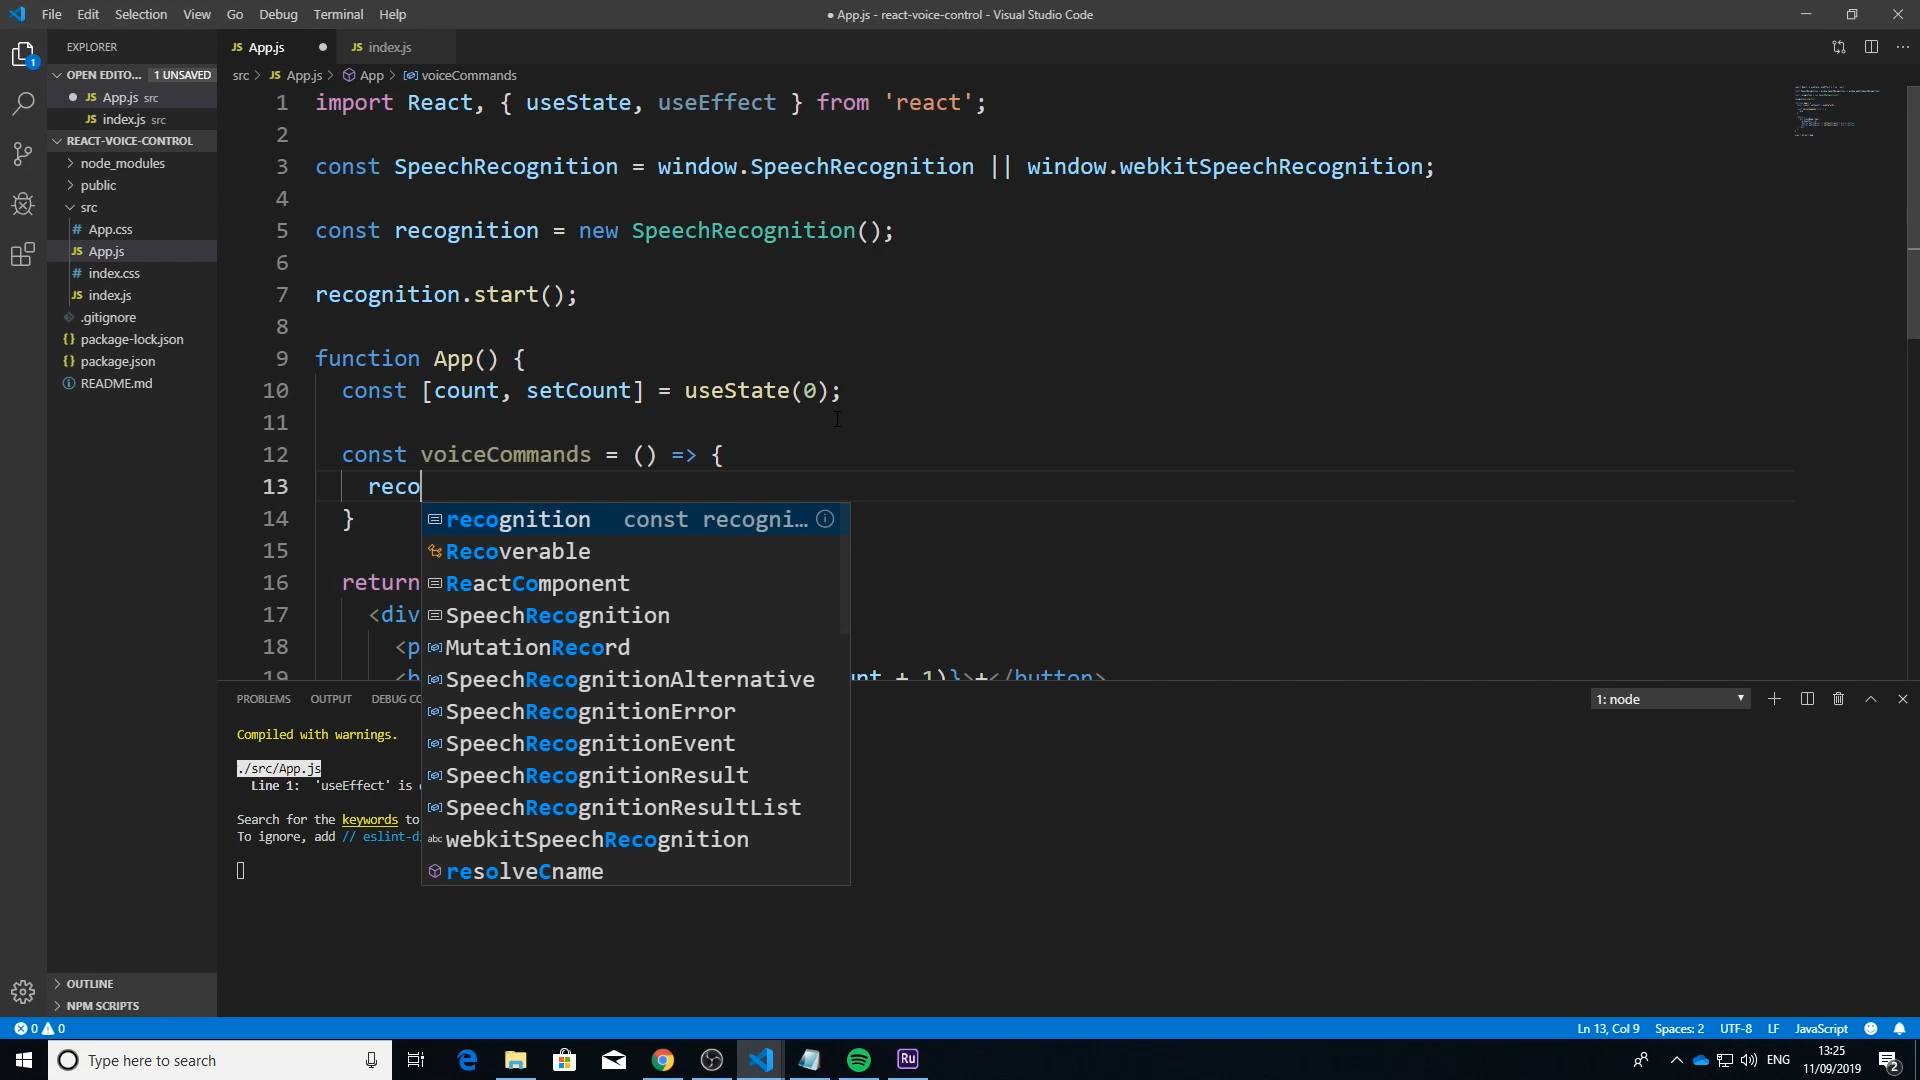 File Edit Selection View Go Debug Terminal Help
● App.js - react-voice-control - Visual Studio Code
EXPLORER
OPEN EDITO... 1 UNSAVED
App.js src
index.js src
REACT-VOICE-CONTROL
node_modules
public
src
App.css
App.js
index.css
index.js
.gitignore
package-lock.json
package.json
README.md
OUTLINE
NPM SCRIPTS
JS App.js ● JS index.js
src > JS App.js > App > voiceCommands
1 import React, { useState, useEffect } from 'react';
2
3 const SpeechRecognition = window.SpeechRecognition || window.webkitSpeechRecognition;
4
5 const recognition = new SpeechRecognition();
6
7 recognition.start();
8
9 function App() {
10 const [count, setCount] = useState(0);
11
12 const voiceCommands = () => {
13 reco
14 }
15
16 return
17 <div
18 <p
19 <b unt + 1)}>+</button>
recognition const recogni...
Recoverable
ReactComponent
SpeechRecognition
MutationRecord
SpeechRecognitionAlternative
SpeechRecognitionError
SpeechRecognitionEvent
SpeechRecognitionResult
SpeechRecognitionResultList
webkitSpeechRecognition
resolveCname
PROBLEMS OUTPUT DEBUG CO 1: node
Compiled with warnings.
./src/App.js
Line 1: 'useEffect' is
Search for the keywords to
To ignore, add // eslint-di
0 0
Ln 13, Col 9 Spaces: 2 UTF-8 LF JavaScript
Type here to search
Ru
ENG
13:25
11/09/2019
2